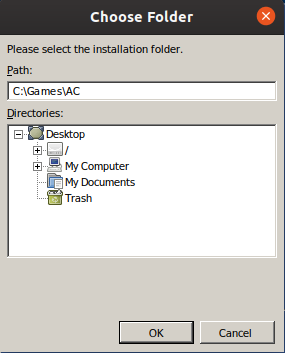 Choose Folder
Please select the installation folder.
Path:
C:\Games\AC
Directories:
Desktop
/
My Computer
My Documents
Trash
OK Cancel